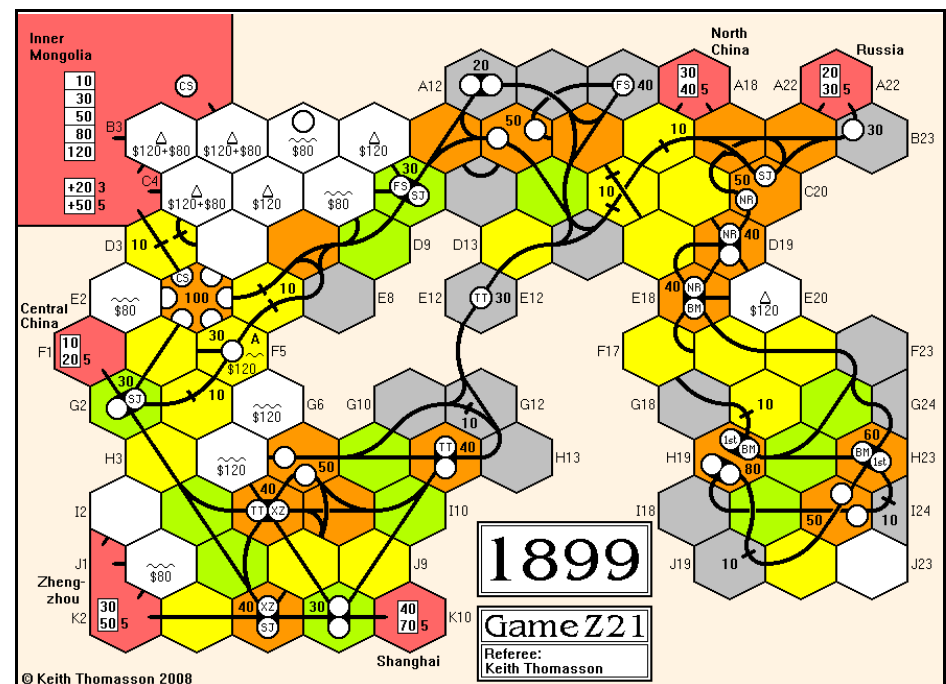 Inner
Mongolia
North
China
Russia
10
30
50
80
120
CS
20
A12
FS
40
30
40 5
A18
A22
20
30 5
A22
B3
$120+$80
$120+$80
$80
$120
50
10
30
B23
C4
+20 3
+50 5
$120+$80
$120
$80
30
FS
SJ
10
50
SJ
NR
C20
D3
10
D9
D13
NR
40
D19
E2
$80
CS
100
10
E8
E12
TT
30
E12
E18
40
NR
BM
$120
E20
Central
China
F1
10
20 5
30
A
$120
F5
F17
F23
G2
30
SJ
10
$120
G6
G10
10
G12
G18
10
G24
H3
$120
50
TT
40
H13
H19
1st
BM
80
60
BM
1st
H23
I2
40
TT
XZ
I10
I18
50
10
I24
J1
$80
J9
J19
10
J23
Zheng-
zhou
K2
30
50 5
40
XZ
SJ
30
40
70 5
K10
Shanghai
1899
Game Z21
Referee:
Keith Thomasson
© Keith Thomasson 2008